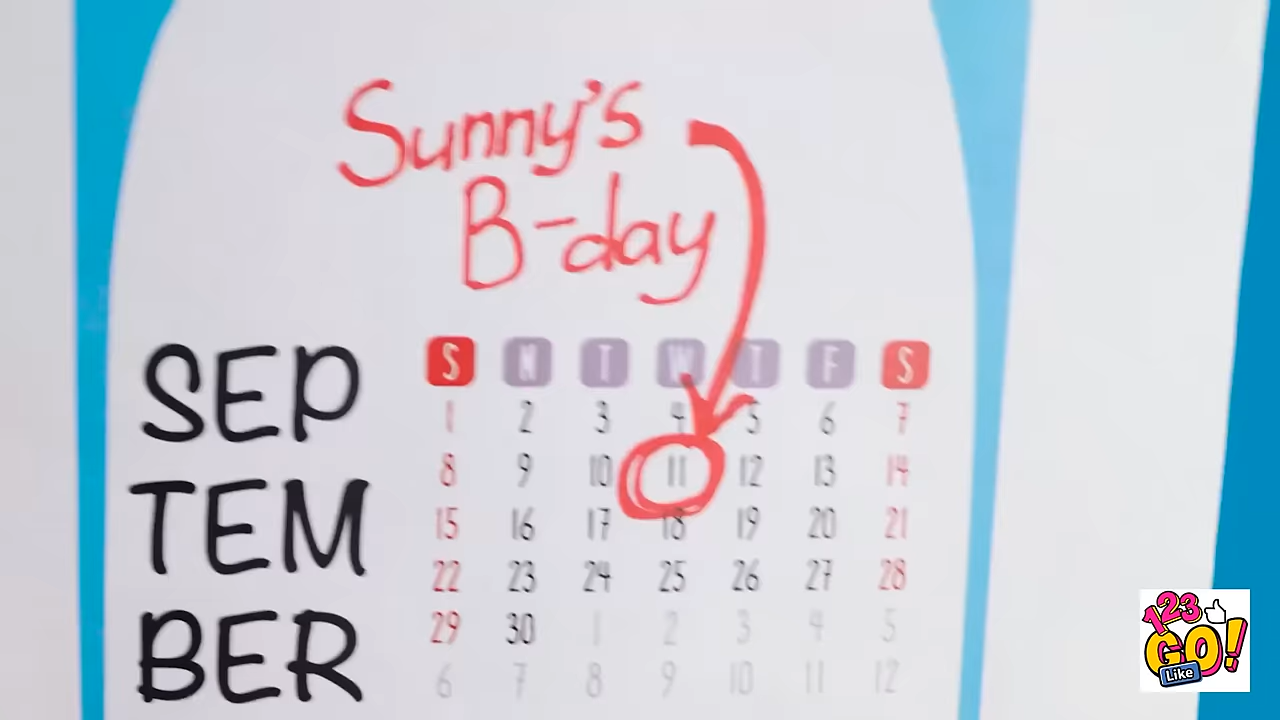 Sunny's
B-day
SEP
TEM
BER
S M T W T F S
1 2 3 4 5 6 7
8 9 10 11 12 13 14
15 16 17 18 19 20 21
22 23 24 25 26 27 28
29 30 1 2 3 4 5
6 7 8 9 10 11 12
123
GO!
Like